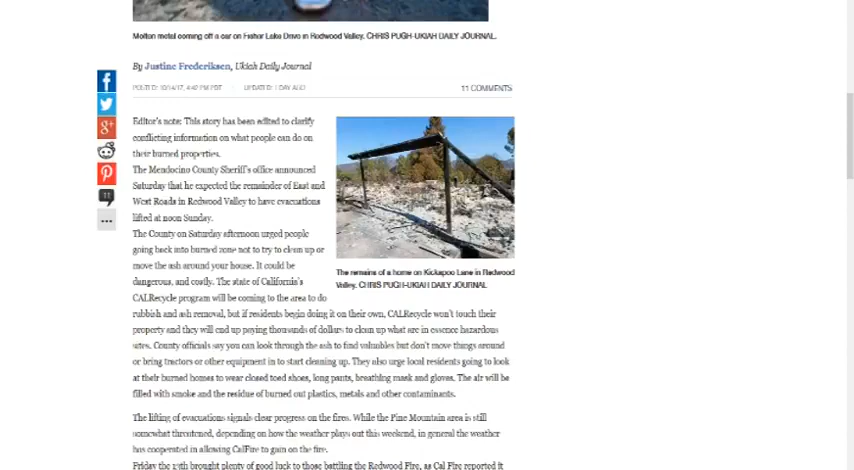 Molten metal coming off a car on Fisher Lake Drive in Redwood Valley. CHRIS PUGH-UKIAH DAILY JOURNAL.
By Justine Frederiksen, Ukiah Daily Journal
POSTED: 10/14/17, 4:42 PM PDT | UPDATED: 1 DAY AGO
11 COMMENTS
Editor's note: This story has been edited to clarify
conflicting information on what people can do on
their burned properties.
The Mendocino County Sheriff's office announced
Saturday that he expected the remainder of East and
West Roads in Redwood Valley to have evacuations
lifted at noon Sunday.
The County on Saturday afternoon urged people
going back into burned zone not to try to clean up or
move the ash around your house. It could be
dangerous, and costly. The state of California's
CALRecycle program will be coming to the area to do
The remains of a home on Kickapoo Lane in Redwood
Valley. CHRIS PUGH-UKIAH DAILY JOURNAL
rubbish and ash removal, but if residents begin doing it on their own, CALRecycle won't touch their
property and they will end up paying thousands of dollars to clean up what are in essence hazardous
sites. County officials say you can look through the ash to find valuables but don't move things around
or bring tractors or other equipment in to start cleaning up. They also urge local residents going to look
at their burned homes to wear closed toed shoes, long pants, breathing mask and gloves. The air will be
filled with smoke and the residue of burned out plastics, metals and other contaminants.
The lifting of evacuations signals clear progress on the fires. While the Pine Mountain area is still
somewhat threatened, depending on how the weather plays out this weekend, in general the weather
has cooperated in allowing CalFire to gain on the fire.
Friday the 13th brought plenty of good luck to those battling the Redwood Fire, as Cal Fire reported it
f
g+
11
...